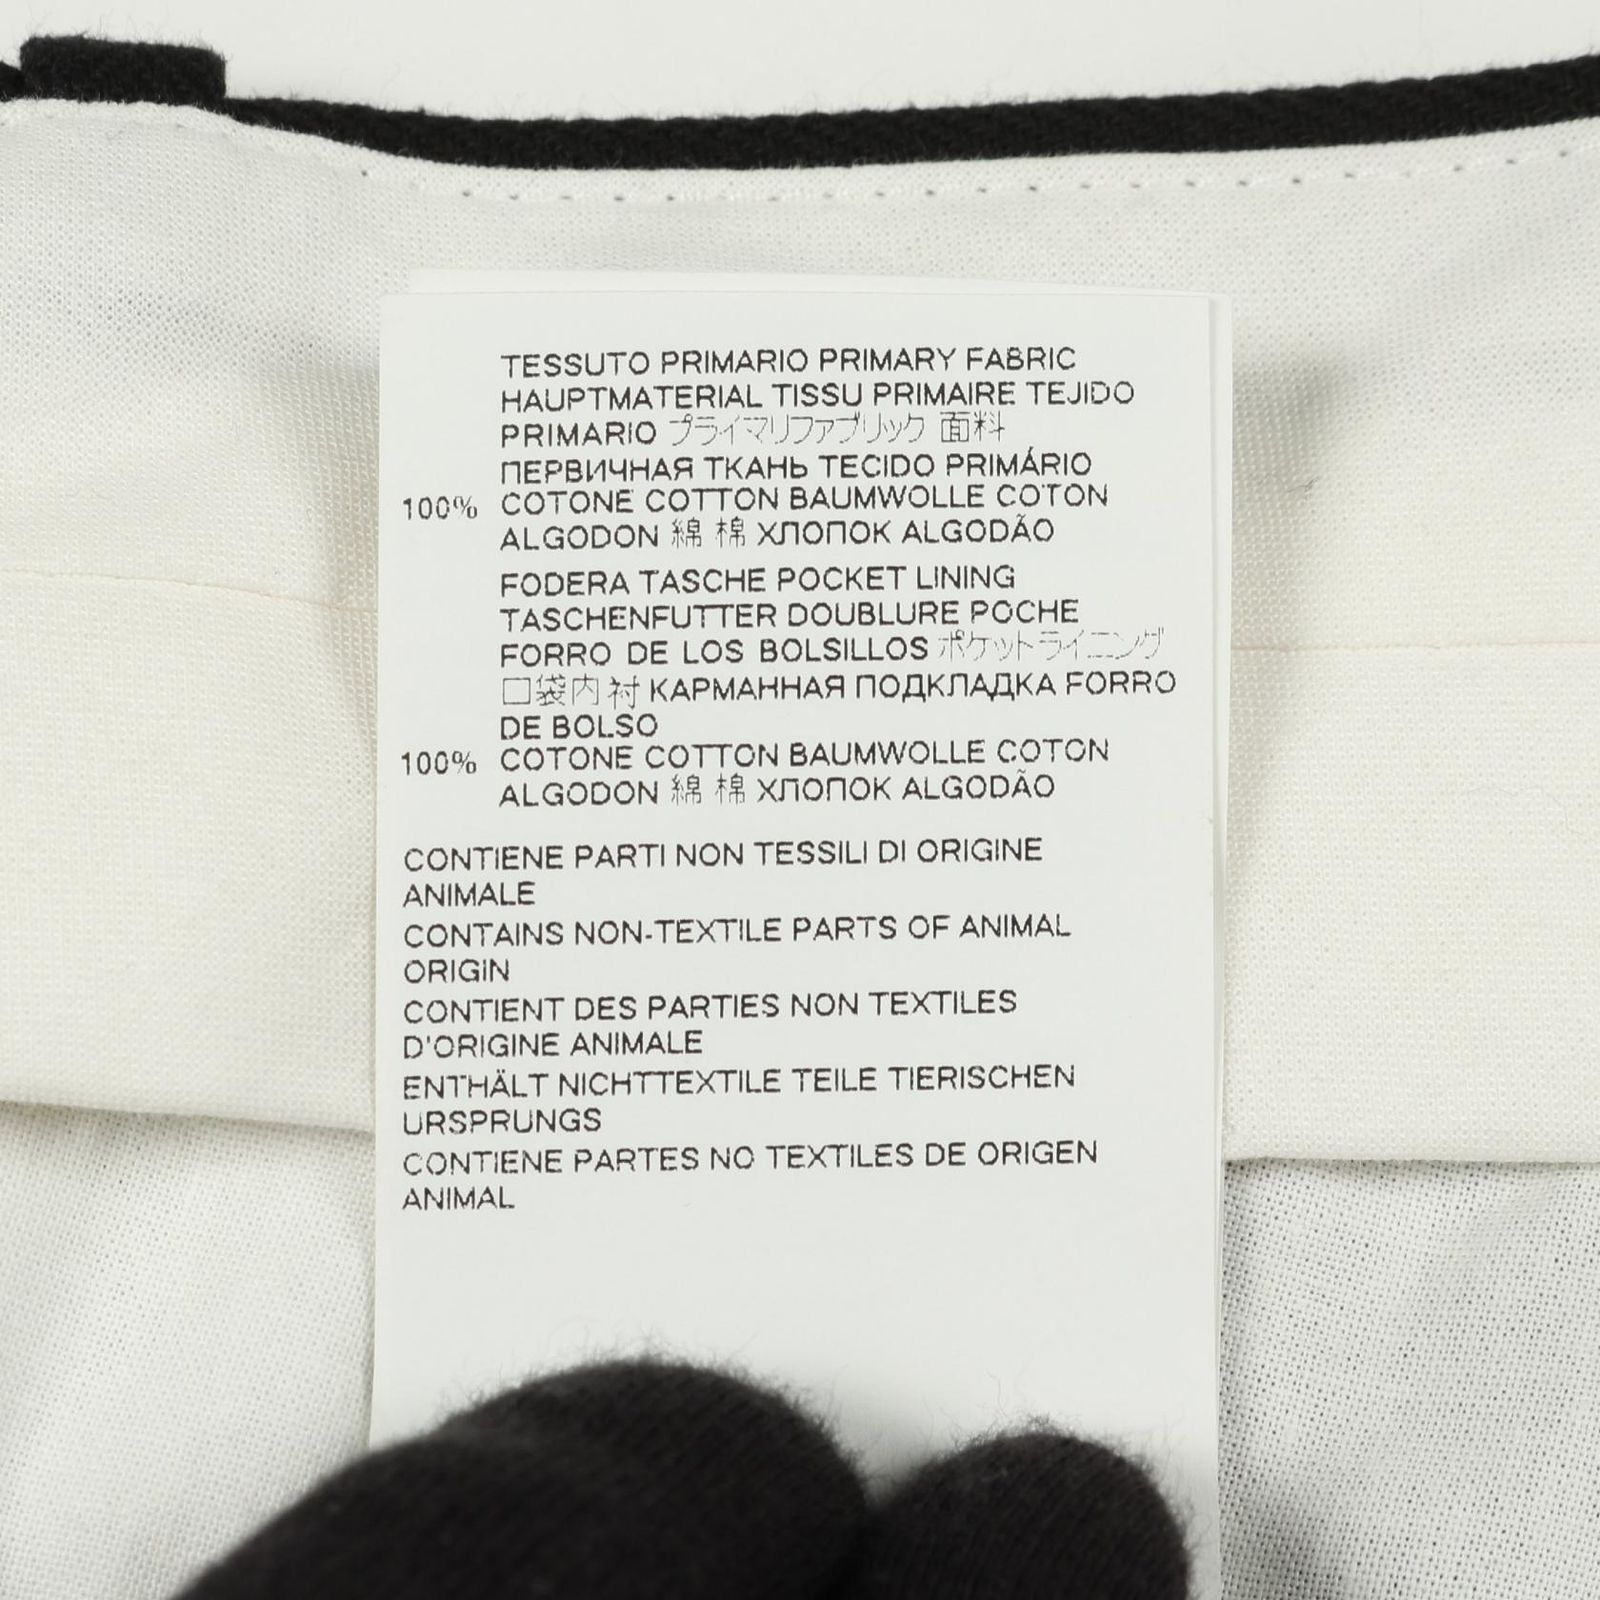 TESSUTO PRIMARIO PRIMARY FABRIC
HAUPTMATERIAL TISSU PRIMAIRE TEJIDO
PRIMARIO プライマリファブリック 面料
ПЕРВИЧНАЯ ТКАНЬ TECIDO PRIMÁRIO
100% COTONE COTTON BAUMWOLLE COTON
ALGODON 綿 棉 ХЛОПОК ALGODÃO
FODERA TASCHE POCKET LINING
TASCHENFUTTER DOUBLURE POCHE
FORRO DE LOS BOLSILLOS ポケットライニング
口袋内衬 КАРМАННАЯ ПОДКЛАДКА FORRO
DE BOLSO
100% COTONE COTTON BAUMWOLLE COTON
ALGODON 綿 棉 ХЛОПОК ALGODÃO
CONTIENE PARTI NON TESSILI DI ORIGINE
ANIMALE
CONTAINS NON-TEXTILE PARTS OF ANIMAL
ORIGIN
CONTIENT DES PARTIES NON TEXTILES
D'ORIGINE ANIMALE
ENTHÄLT NICHTTEXTILE TEILE TIERISCHEN
URSPRUNGS
CONTIENE PARTES NO TEXTILES DE ORIGEN
ANIMAL